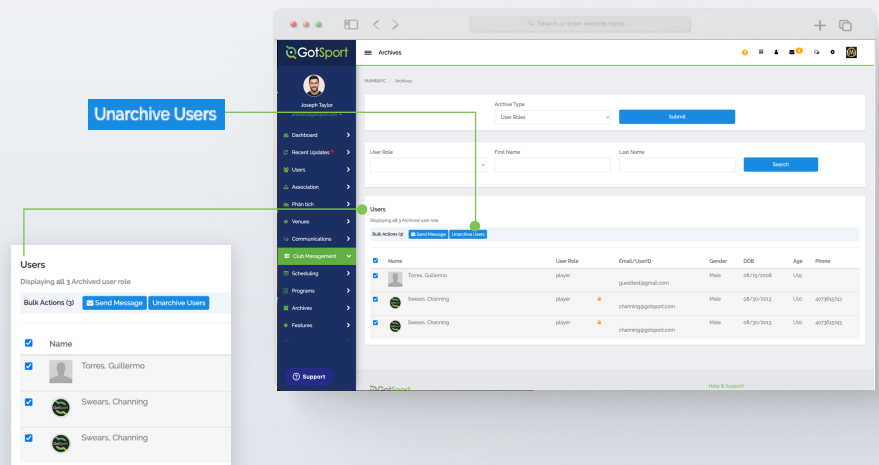 Search or enter website name
GotSport
Archives
MAMBAFC / Archives
Joseph Taylor
Archive Type
User Roles
Submit
Unarchive Users
Dashboard
Recent Updates
Users
Association
Phân tích
Venues
Communications
Club Management
Scheduling
Programs
Archives
Features
Support
User Role
First Name
Last Name
Search
Users
Displaying all 3 Archived user role
Bulk Actions (3) Send Message Unarchive Users
Name User Role Email/UserID Gender DOB Age Phone
Torres, Guillermo player guesttest@gmail.com Male 08/15/2008 U15
Swears, Channing player channing@gotsport.com Male 08/30/2013 U10 4073615743
Swears, Channing player channing@gotsport.com Male 08/30/2013 U10 4073615743
GotSport
Help & Support
Users
Displaying all 3 Archived user role
Bulk Actions (3) Send Message Unarchive Users
Name
Torres, Guillermo
Swears, Channing
Swears, Channing